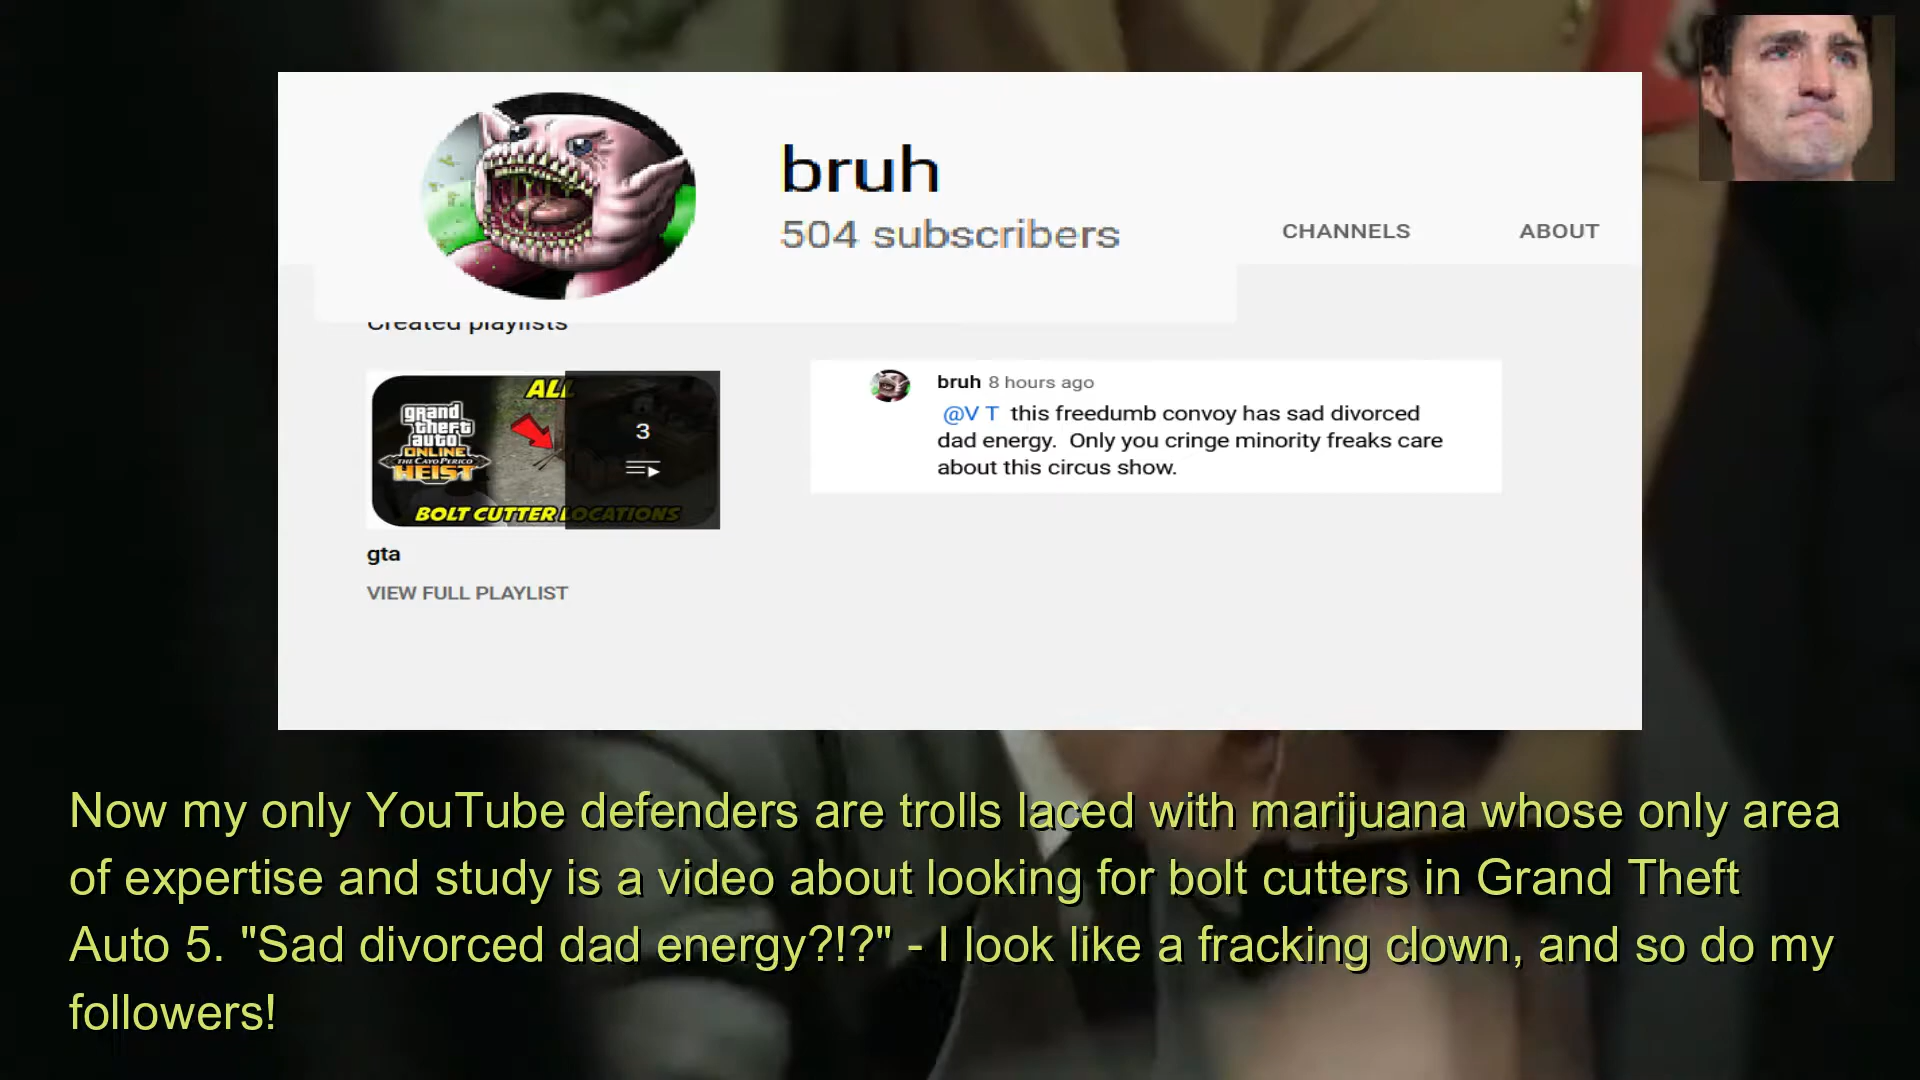 bruh
504 subscribers
CHANNELS
ABOUT
Created playlists
ALL
grand
theft
auto
ONLINE
THE CAYO PERICO
HEIST
3
BOLT CUTTER LOCATIONS
gta
VIEW FULL PLAYLIST
bruh 8 hours ago
@V T this freedumb convoy has sad divorced
dad energy. Only you cringe minority freaks care
about this circus show.
Now my only YouTube defenders are trolls laced with marijuana whose only area
of expertise and study is a video about looking for bolt cutters in Grand Theft
Auto 5. "Sad divorced dad energy?!?" - I look like a fracking clown, and so do my
followers!